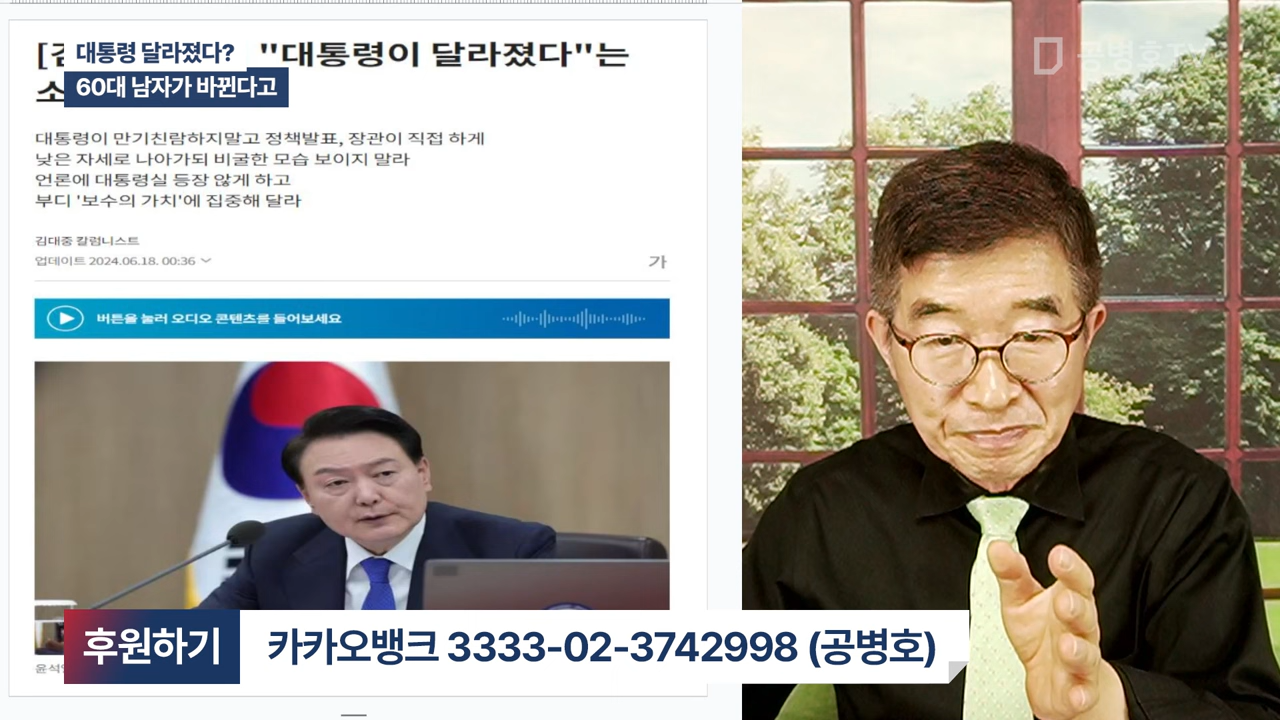 "대통령이 달라졌다"는
대통령 달라졌다?
60대 남자가 바뀐다고
대통령이 만기친람하지말고 정책발표, 장관이 직접 하게
낮은 자세로 나아가되 비굴한 모습 보이지 말라
언론에 대통령실 등장 않게 하고
부디 '보수의 가치'에 집중해 달라
김대중 칼럼니스트
업데이트 2024.06.18. 00:36
가
버튼을 눌러 오디오 콘텐츠를 들어보세요
공병호TV
후원하기
카카오뱅크 3333-02-3742998 (공병호)